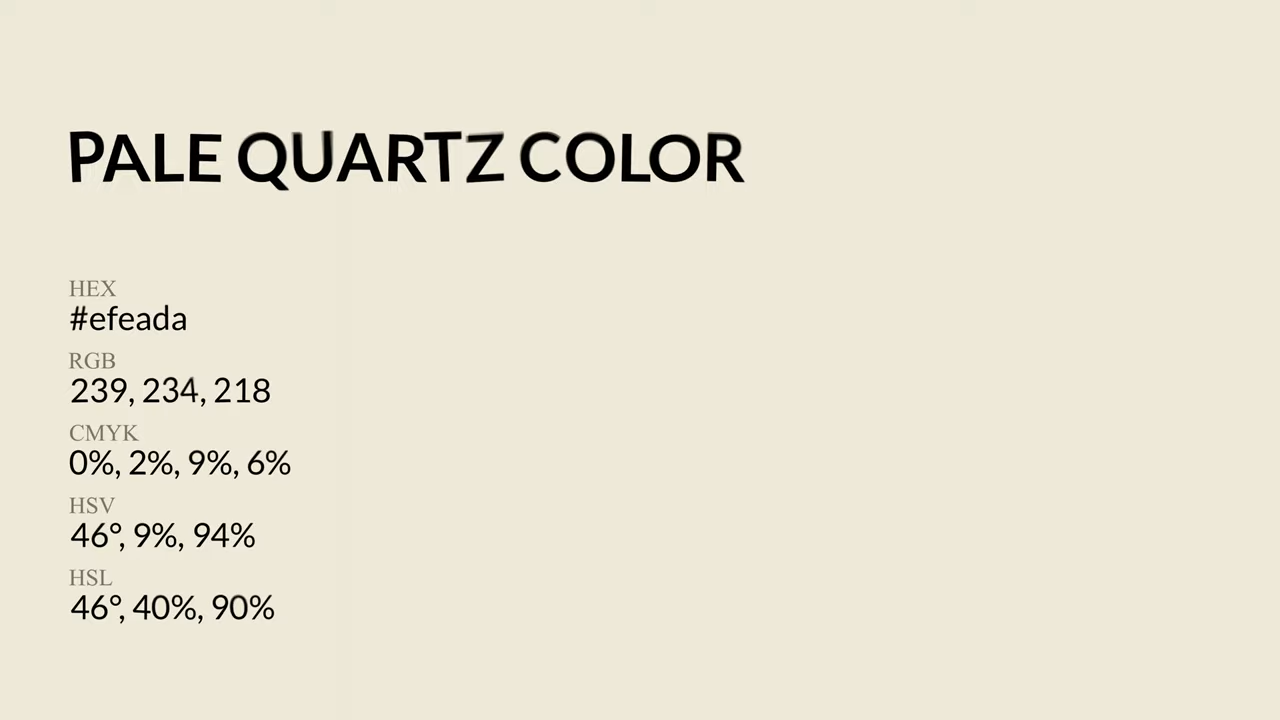 PALE QUARTZ COLOR
HEX
#efeada
RGB
239, 234, 218
CMYK
0%, 2%, 9%, 6%
HSV
46°, 9%, 94%
HSL
46°, 40%, 90%